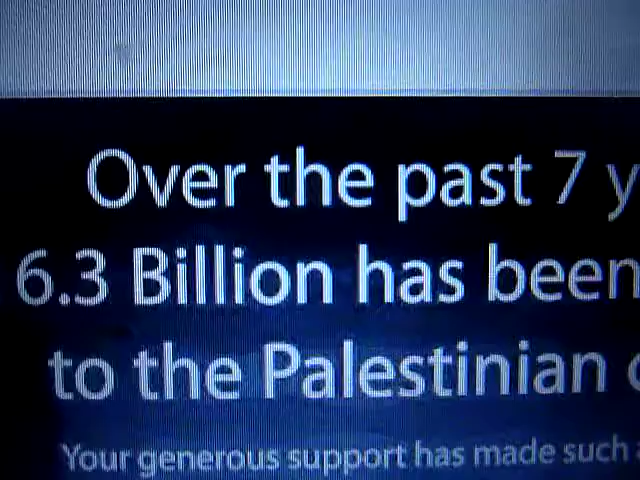 Over the past 7 y
6.3 Billion has been
to the Palestinian
Your generous support has made such